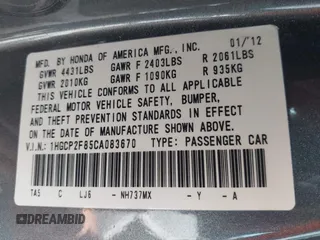 MFD. BY HONDA OF AMERICA MFG., INC. 01/'12
GVWR 4431LBS GAWR F 2403LBS R 2061LBS
GVWR 2010KG GAWR F 1090KG R 935KG
THIS VEHICLE CONFORMS TO ALL APPLICABLE
FEDERAL MOTOR VEHICLE SAFETY, BUMPER,
AND THEFT PREVENTION STANDARDS IN EFFECT ON
THE DATE OF MANUFACTURE SHOWN ABOVE.
V.I.N.: 1HGCP2F85CA083670 TYPE: PASSENGER CAR
TA5 C LJ6 - NH737MX - Y - A
DREAMBID